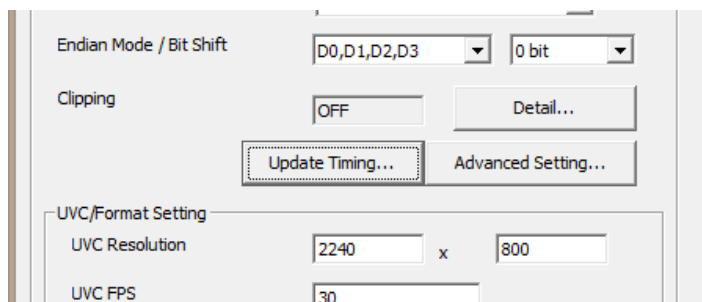 Endian Mode / Bit Shift D0,D1,D2,D3 0 bit
Clipping OFF Detail...
Update Timing... Advanced Setting...
UVC/Format Setting
UVC Resolution 2240 x 800
UVC FPS 30